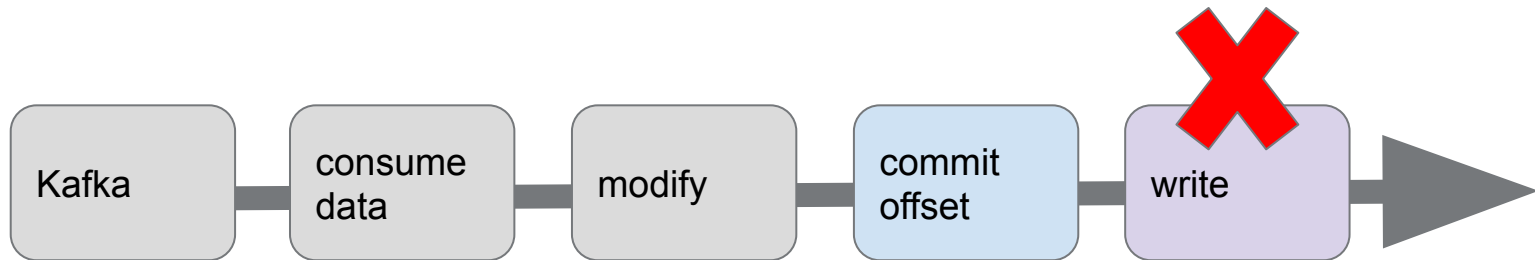 Kafka
consume
data
modify
commit
offset
write